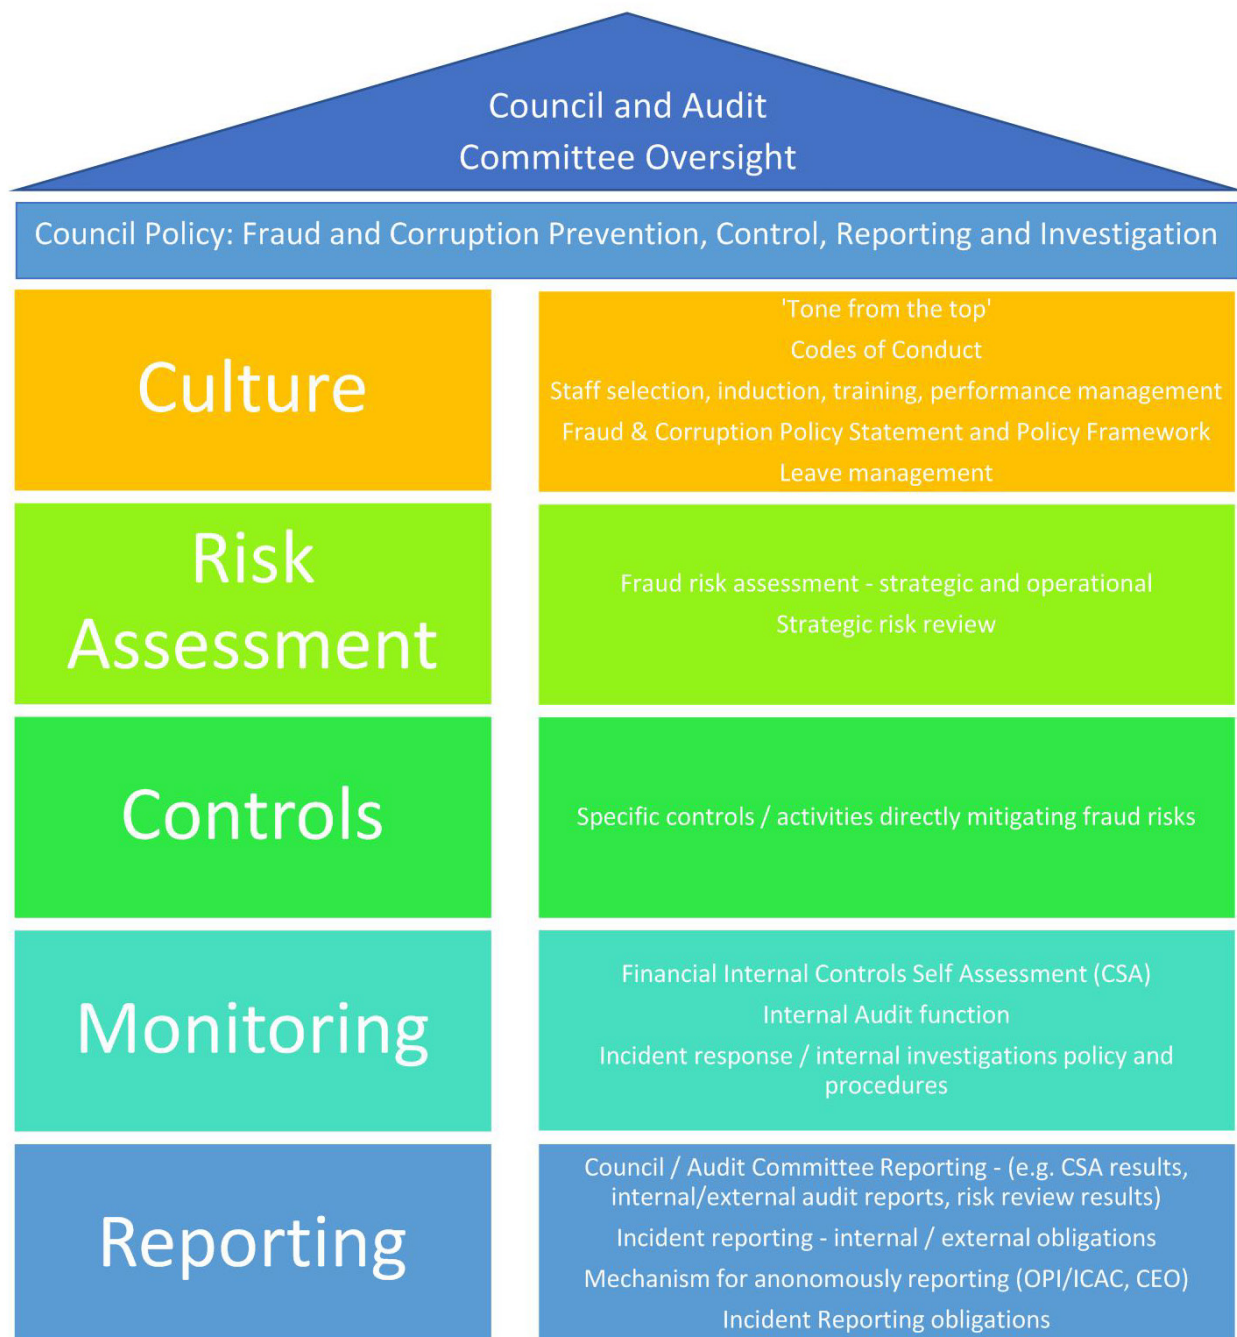 Council and Audit
Committee Oversight
Council Policy: Fraud and Corruption Prevention, Control, Reporting and Investigation
Culture
'Tone from the top'
Codes of Conduct
Staff selection, induction, training, performance management
Fraud & Corruption Policy Statement and Policy Framework
Leave management
Risk
Assessment
Fraud risk assessment - strategic and operational
Strategic risk review
Controls
Specific controls / activities directly mitigating fraud risks
Monitoring
Financial Internal Controls Self Assessment (CSA)
Internal Audit function
Incident response / internal investigations policy and
procedures
Reporting
Council / Audit Committee Reporting - (e.g. CSA results,
internal/external audit reports, risk review results)
Incident reporting - internal / external obligations
Mechanism for anonomously reporting (OPI/ICAC, CEO)
Incident Reporting obligations